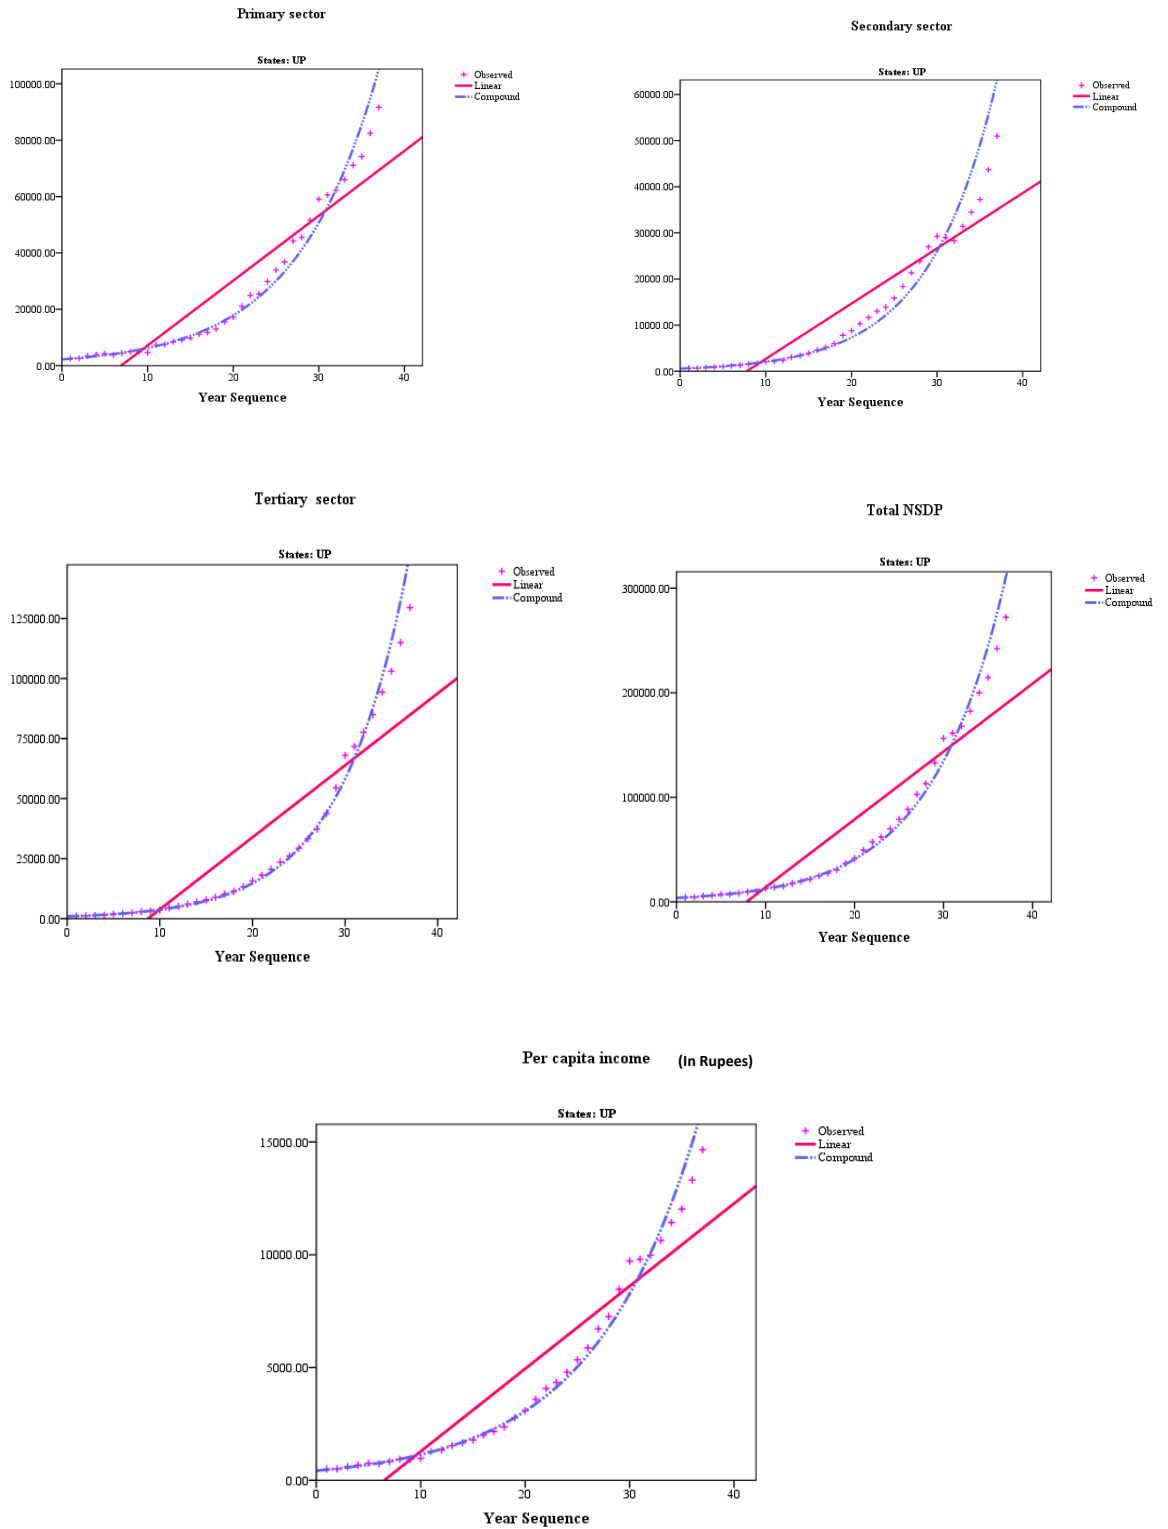 Primary sector
States: UP
Observed
Linear
Compound
100000.00
80000.00
60000.00
40000.00
20000.00
0.00
0 10 20 30 40
Year Sequence
Secondary sector
States: UP
Observed
Linear
Compound
60000.00
50000.00
40000.00
30000.00
20000.00
10000.00
0.00
0 10 20 30 40
Year Sequence
Tertiary sector
States: UP
Observed
Linear
Compound
125000.00
100000.00
75000.00
50000.00
25000.00
0.00
0 10 20 30 40
Year Sequence
Total NSDP
States: UP
Observed
Linear
Compound
300000.00
200000.00
100000.00
0.00
0 10 20 30 40
Year Sequence
Per capita income (In Rupees)
States: UP
Observed
Linear
Compound
15000.00
10000.00
5000.00
0.00
0 10 20 30 40
Year Sequence